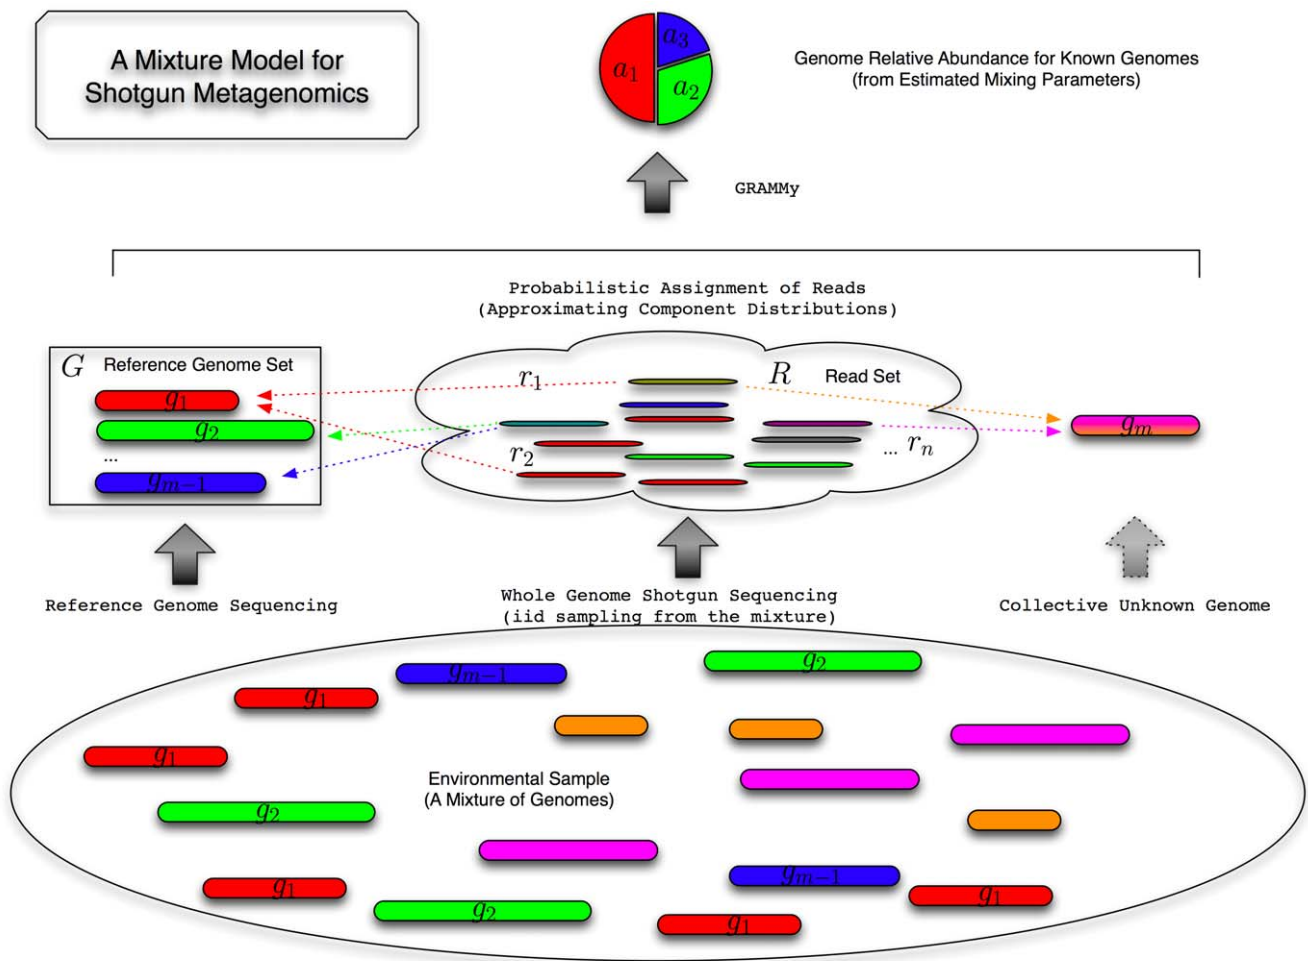 A Mixture Model for
Shotgun Metagenomics
a₁
a₃
a₂
Genome Relative Abundance for Known Genomes
(from Estimated Mixing Parameters)
GRAMMy
Probabilistic Assignment of Reads
(Approximating Component Distributions)
G Reference Genome Set
g₁
g₂
...
gₘ₋₁
r₁
R Read Set
r₂
... rₙ
gₘ
Reference Genome Sequencing
Whole Genome Shotgun Sequencing
(iid sampling from the mixture)
Collective Unknown Genome
gₘ₋₁
g₂
g₁
g₁
Environmental Sample
(A Mixture of Genomes)
g₂
g₁
gₘ₋₁
g₁
g₂
g₁